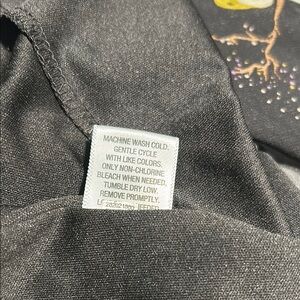 MACHINE WASH COLD,
GENTLE CYCLE
WITH LIKE COLORS.
ONLY NON-CHLORINE
BLEACH WHEN NEEDED.
TUMBLE DRY LOW.
REMOVE PROMPTLY.